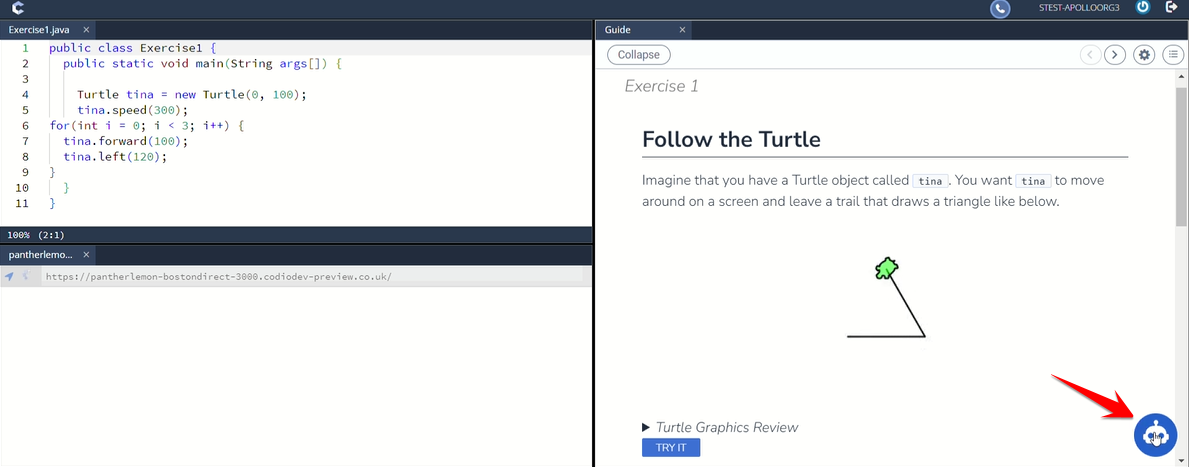 STEST-APOLLOORG3
Exercise1.java
1 public class Exercise1 {
2 public static void main(String args[]) {
3
4 Turtle tina = new Turtle(0, 100);
5 tina.speed(300);
6 for(int i = 0; i < 3; i++) {
7 tina.forward(100);
8 tina.left(120);
9 }
10 }
11 }
100% (2:1)
pantherlemo...
https://pantherlemon-bostondirect-3000.codiodev-preview.co.uk/
Guide
Collapse
Exercise 1
Follow the Turtle
Imagine that you have a Turtle object called tina . You want tina to move
around on a screen and leave a trail that draws a triangle like below.
Turtle Graphics Review
TRY IT